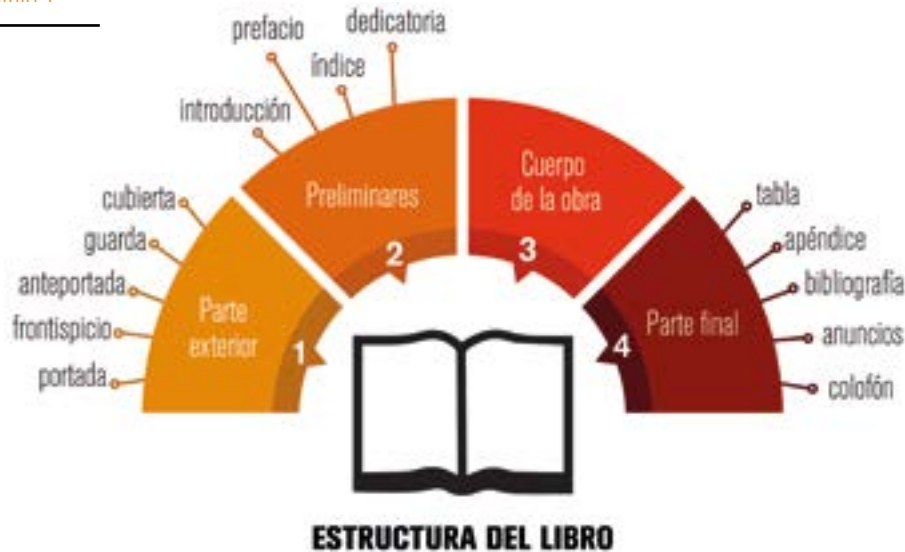 dedicatoria
prefacio
índice
introducción
cubierta
guarda
anteportada
frontispicio
portada
Parte
exterior
1
Preliminares
2
Cuerpo
de la obra
3
Parte final
4
tabla
apéndice
bibliografía
anuncios
colofón
ESTRUCTURA DEL LIBRO